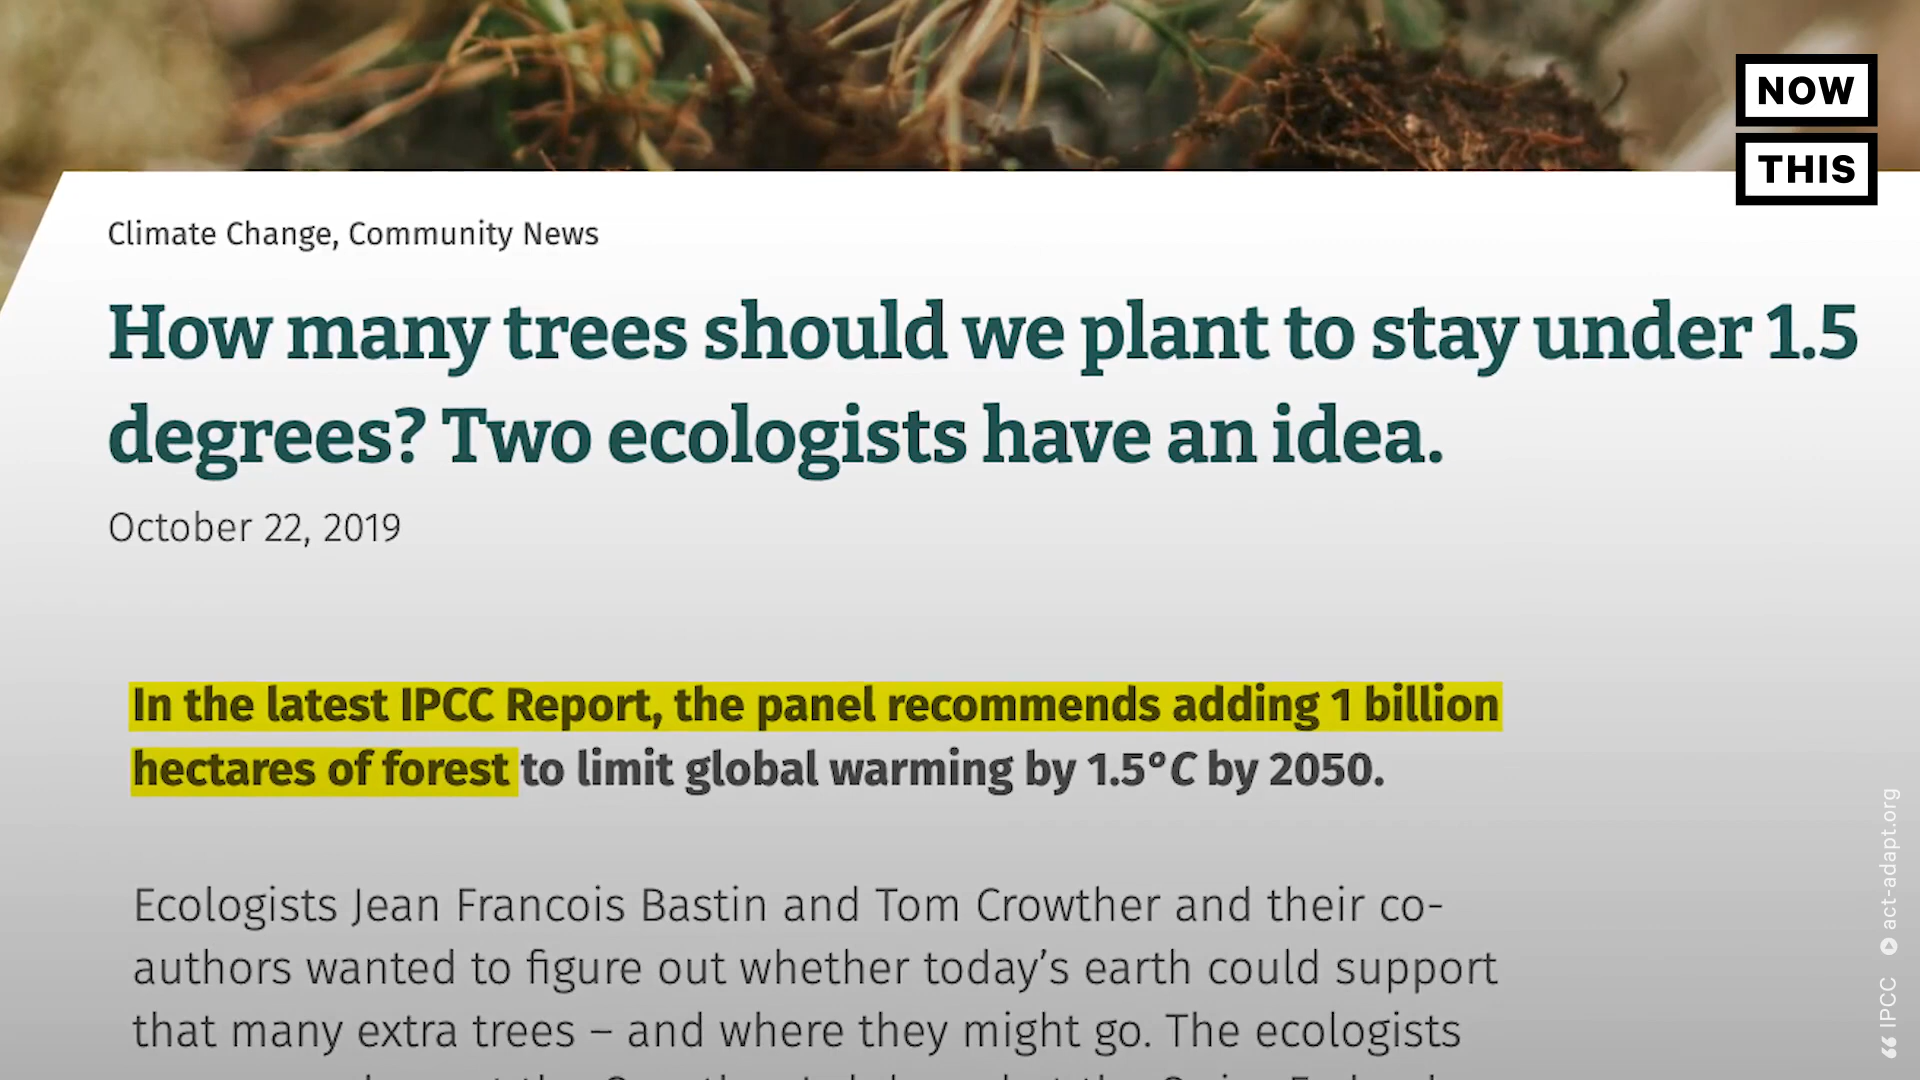 NOW
THIS
Climate Change, Community News
How many trees should we plant to stay under 1.5
degrees? Two ecologists have an idea.
October 22, 2019
In the latest IPCC Report, the panel recommends adding 1 billion
hectares of forest to limit global warming by 1.5°C by 2050.
Ecologists Jean Francois Bastin and Tom Crowther and their co-
authors wanted to figure out whether today’s earth could support
that many extra trees – and where they might go. The ecologists
IPCC act-adapt.org